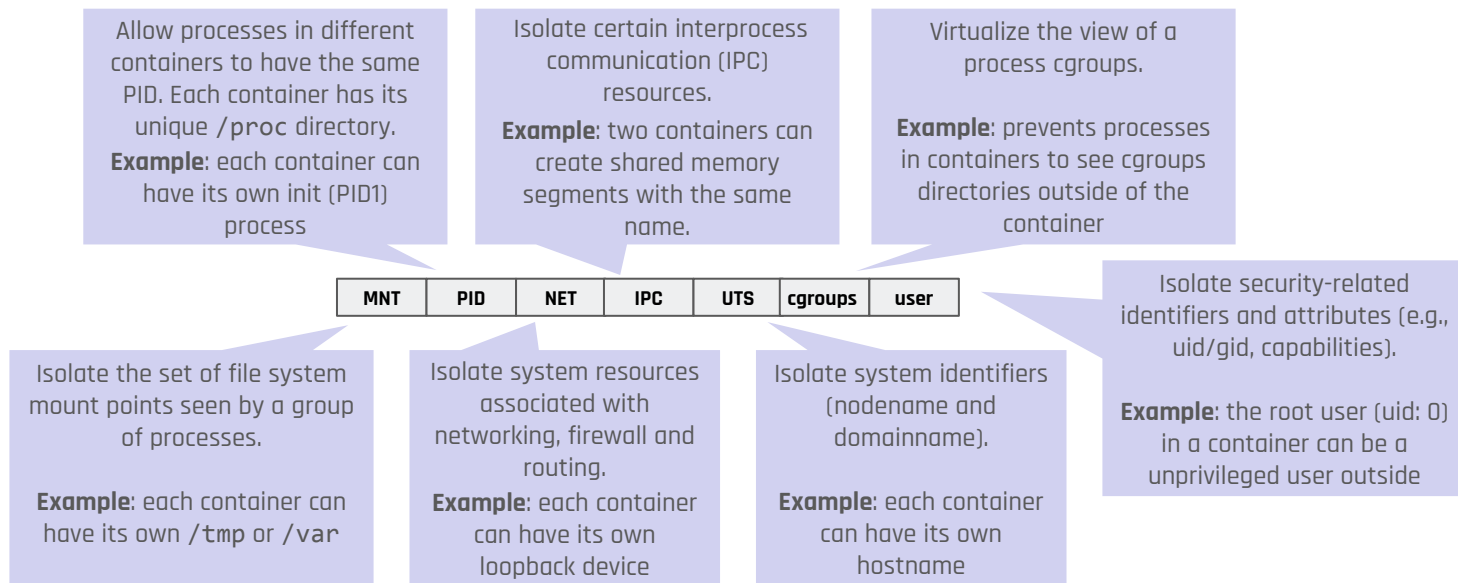 Allow processes in different
containers to have the same
PID. Each container has its
unique /proc directory.
Example: each container can
have its own init (PID1)
process
Isolate certain interprocess
communication (IPC)
resources.
Example: two containers can
create shared memory
segments with the same
name.
Virtualize the view of a
process cgroups.
Example: prevents processes
in containers to see cgroups
directories outside of the
container
MNT PID NET IPC UTS cgroups user
Isolate security-related
identifiers and attributes (e.g.,
uid/gid, capabilities).
Example: the root user (uid: 0)
in a container can be a
unprivileged user outside
Isolate the set of file system
mount points seen by a group
of processes.
Example: each container can
have its own /tmp or /var
Isolate system resources
associated with
networking, firewall and
routing.
Example: each container
can have its own
loopback device
Isolate system identifiers
(nodename and
domainname).
Example: each container
can have its own
hostname